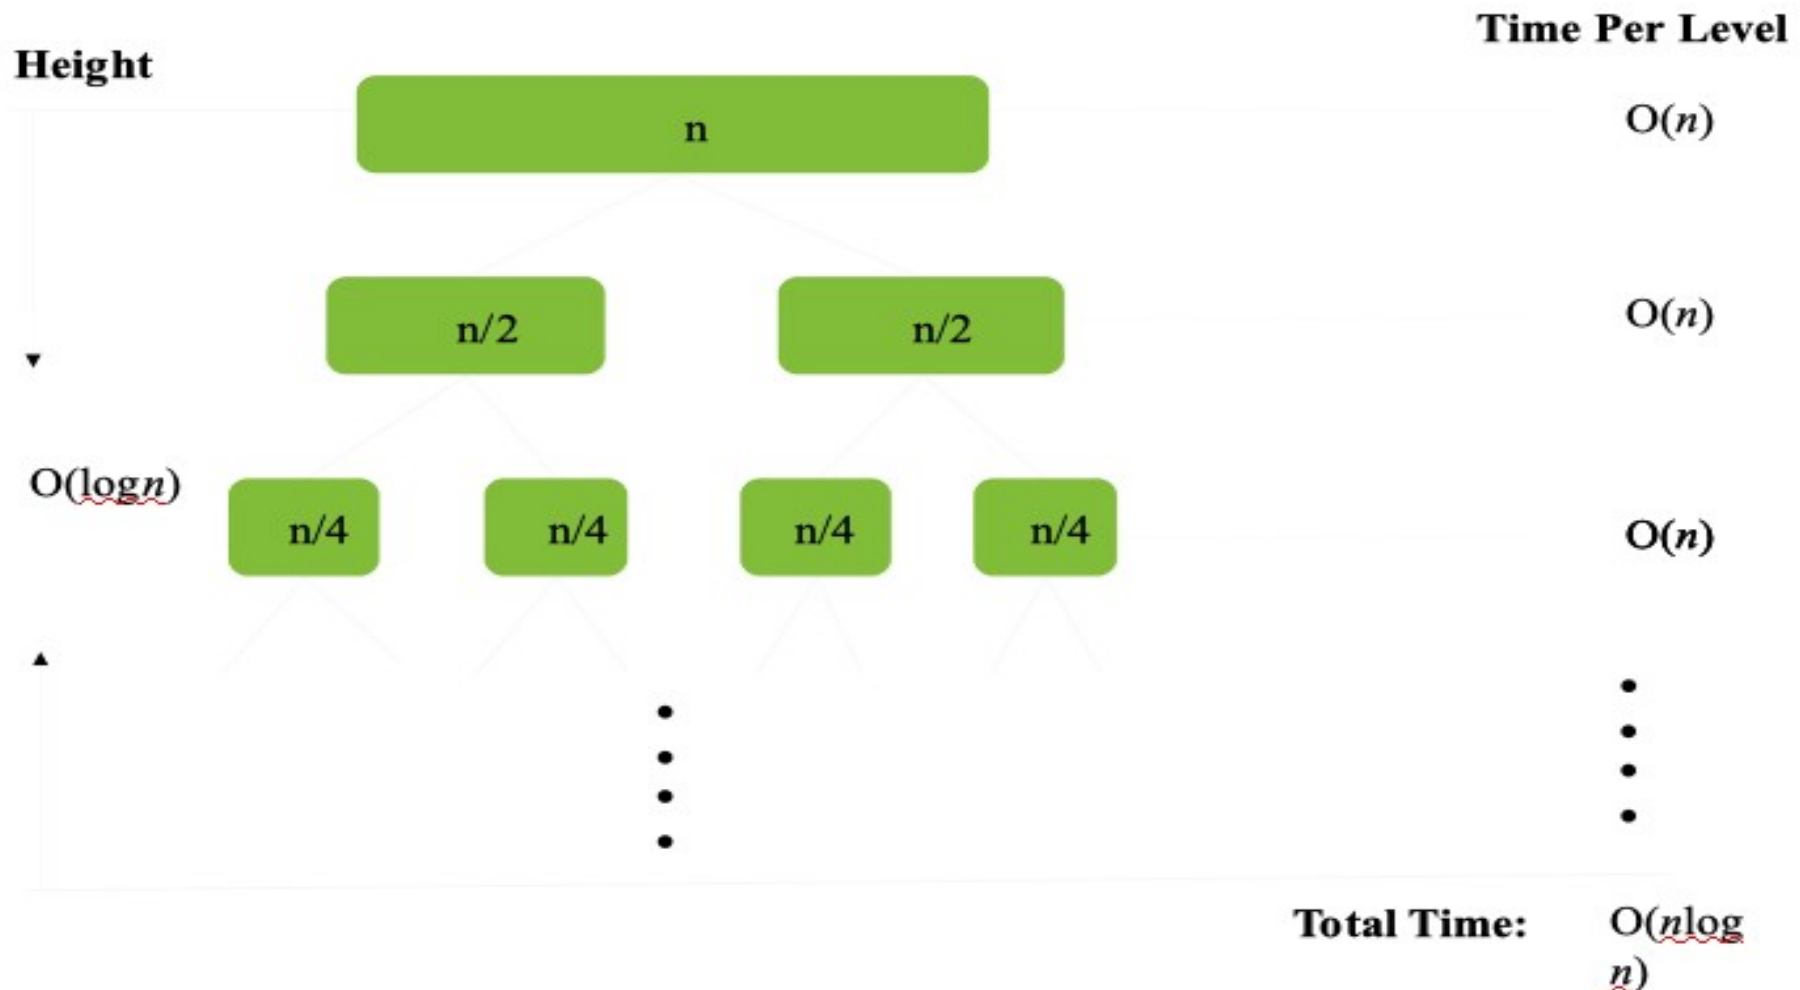 Time Per Level
Height
n
O(n)
n/2
n/2
O(n)
O(logn)
n/4
n/4
n/4
n/4
O(n)
Total Time:
O(nlog
n)